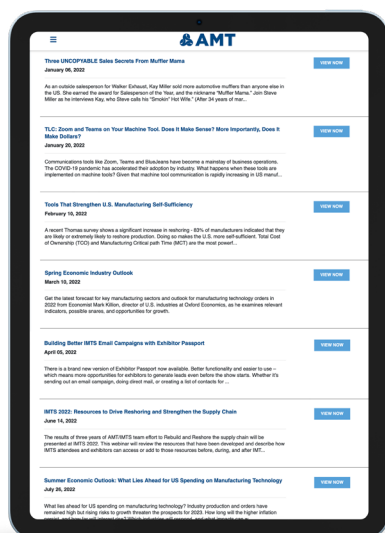 AMT
Three UNCOPYABLE Sales Secrets From Muffler Mama
VIEW NOW
January 06, 2022
As an outside salesperson for Walker Exhaust, Kay Miller sold more automotive mufflers than anyone else in
the US. She earned the award for Salesperson of the Year, and the nickname “Muffler Mama.” Join Steve
Miller as he interviews Kay, who Steve calls his “Smokin’ Hot Wife.” (After 34 years of mar...
TLC: Zoom and Teams on Your Machine Tool. Does It Make Sense? More Importantly, Does It
Make Dollars?
VIEW NOW
January 20, 2022
Communications tools like Zoom, Teams and BlueJeans have become a mainstay of business operations.
The COVID-19 pandemic has accelerated their adoption by industry. What happens when these tools are
implemented on machine tools? Given that machine tool communication is rapidly increasing in US manuf...
Tools That Strengthen U.S. Manufacturing Self-Sufficiency
VIEW NOW
February 10, 2022
A recent Thomas survey shows a significant increase in reshoring - 83% of manufacturers indicated that they
are likely or extremely likely to reshore production. Doing so makes the U.S. more self-sufficient. Total Cost
of Ownership (TCO) and Manufacturing Critical path Time (MCT) are the most powerf...
Spring Economic Industry Outlook
VIEW NOW
March 10, 2022
Get the latest forecast for key manufacturing sectors and outlook for manufacturing technology orders in
2022 from Economist Mark Killion, director of U.S. industries at Oxford Economics, as he examines relevant
indicators, possible snares, and opportunities for growth.
Building Better IMTS Email Campaigns with Exhibitor Passport
VIEW NOW
April 05, 2022
There is a brand new version of Exhibitor Passport now available. Better functionality and easier to use –
which means more opportunities for exhibitors to generate leads even before the show starts. Whether it's
sending out an email campaign, doing direct mail, or creating a list of contacts for ...
IMTS 2022: Resources to Drive Reshoring and Strengthen the Supply Chain
VIEW NOW
June 14, 2022
The results of three years of AMT/IMTS team effort to Rebuild and Reshore the supply chain will be
presented at IMTS 2022. This webinar will review the resources that have been developed and describe how
IMTS attendees and exhibitors can access or add to those resources before, during, and after IMT...
Summer Economic Outlook: What Lies Ahead for US Spending on Manufacturing Technology
VIEW NOW
July 26, 2022
What lies ahead for US spending on manufacturing technology? Industry production and orders have
remained high but rising risks to growth threaten the prospects for 2023. How long will the higher inflation